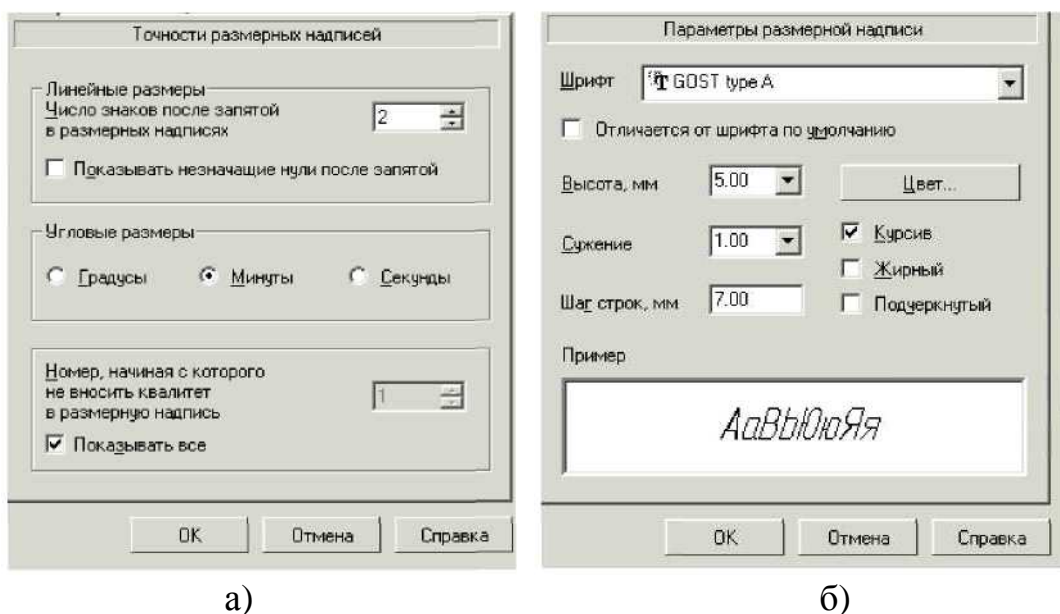 Точности размерных надписей
Линейные размеры
Число знаков после запятой
в размерных надписях
2
Показывать незначащие нули после запятой
Угловые размеры
Градусы
Минуты
Секунды
Номер, начиная с которого
не вносить квалитет
в размерную надпись
1
Показывать все
OK
Отмена
Справка
а)
Параметры размерной надписи
Шрифт
GOST type A
Отличается от шрифта по умолчанию
Высота, мм
5.00
Цвет...
Сужение
1.00
Курсив
Жирный
Шаг строк, мм
7.00
Подчеркнутый
Пример
АаВЬЮюЯя
OK
Отмена
Справка
б)